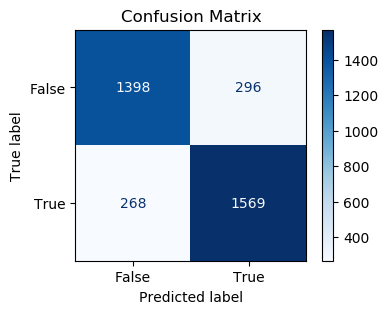 Confusion Matrix
True label
False
1398
296
True
268
1569
False
True
Predicted label
1400
1200
1000
800
600
400